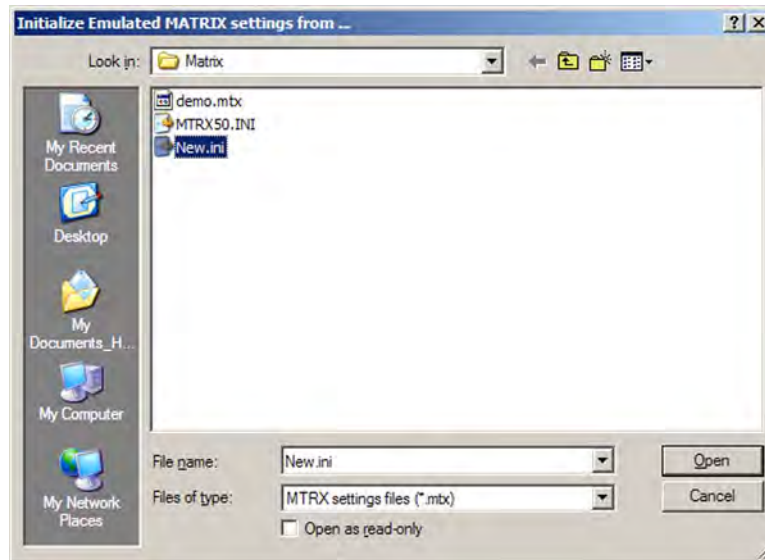 Initialize Emulated MATRIX settings from ...
Look in:
Matrix
demo.mtx
MTRX50.INI
New.ini
My Recent
Documents
Desktop
My
Documents_H...
My Computer
My Network
Places
File name:
New.ini
Open
Files of type:
MTRX settings files (*.mtx)
Cancel
Open as read-only